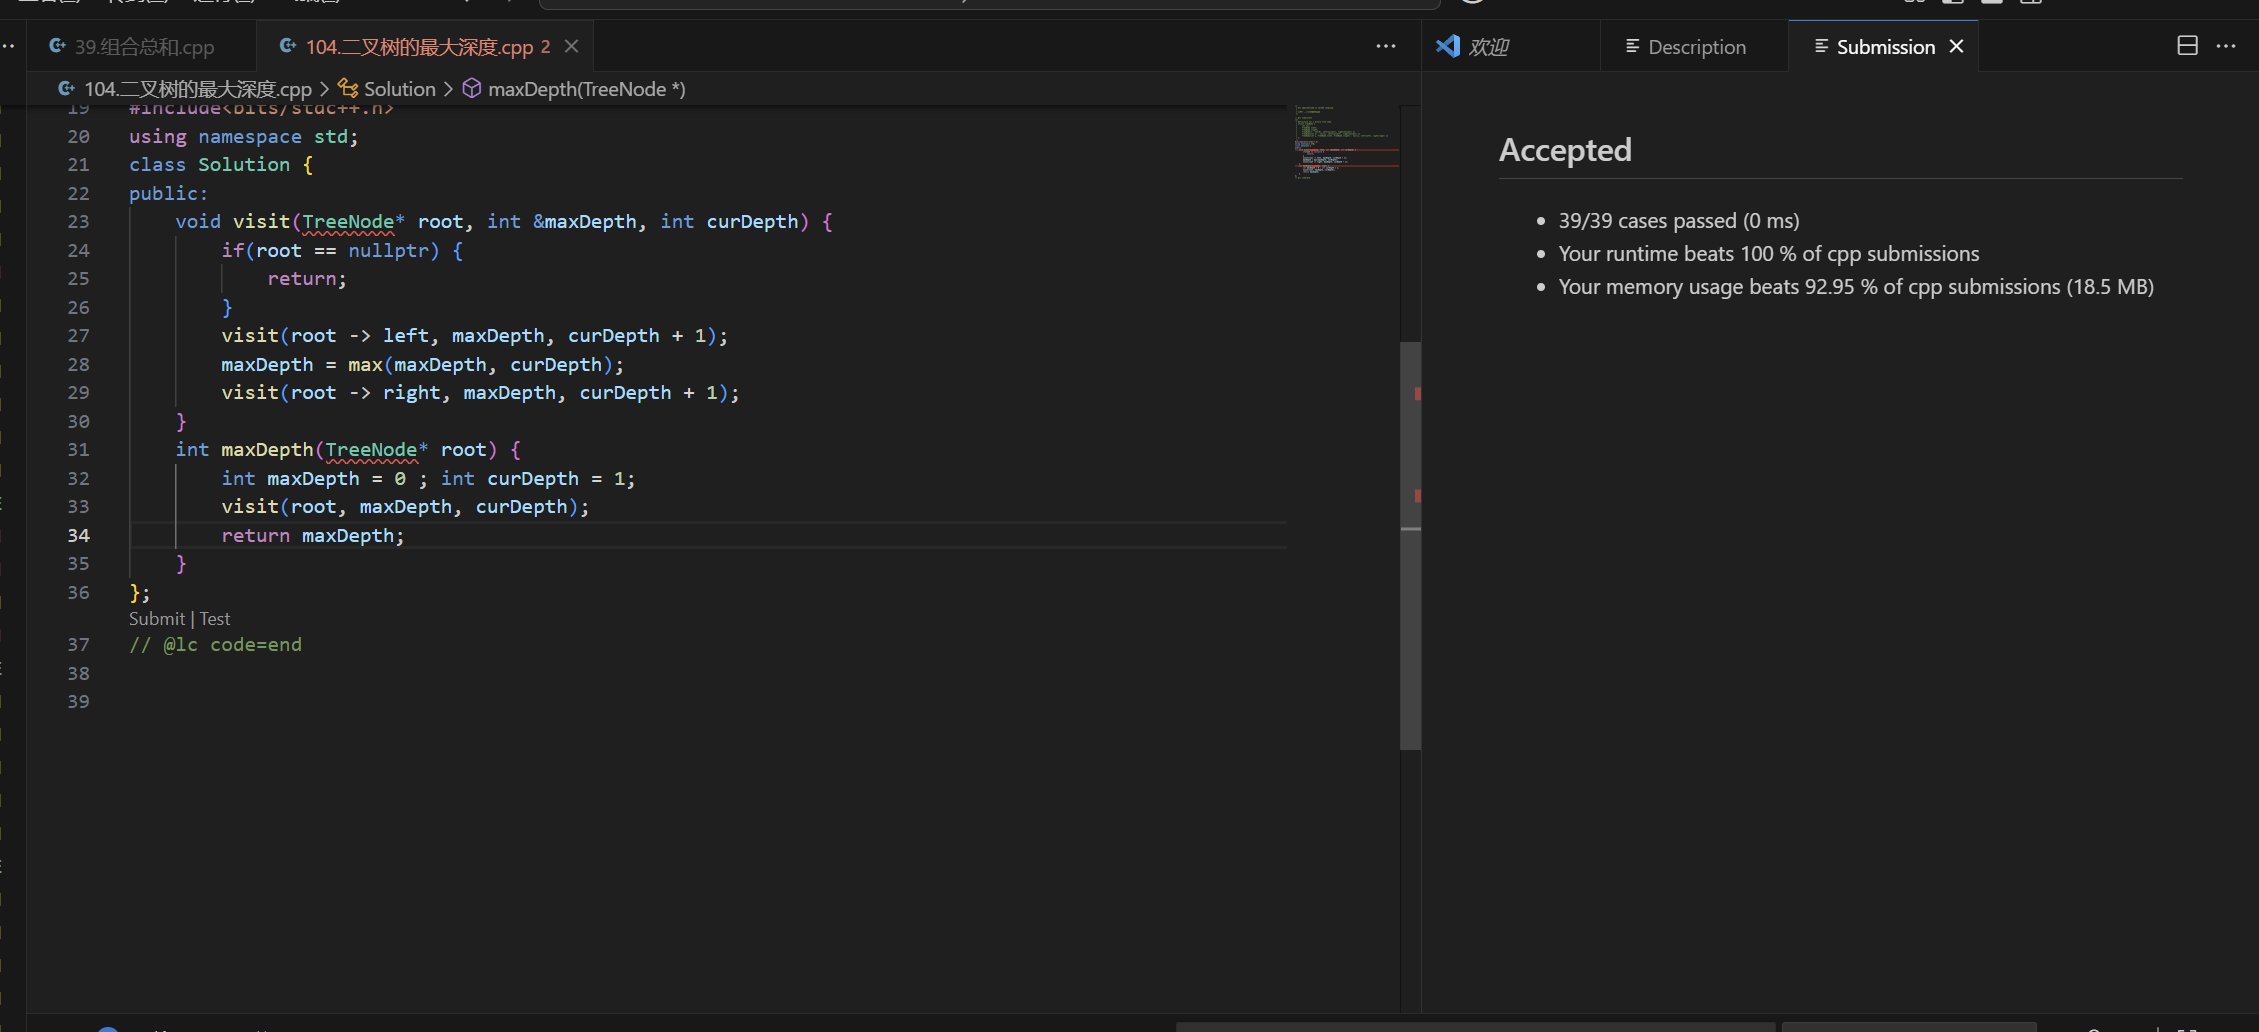 39.组合总和.cpp
104.二叉树的最大深度.cpp 2
欢迎
Description
Submission
104.二叉树的最大深度.cpp > Solution > maxDepth(TreeNode *)
19 #include<bits/stdc++.h>
20 using namespace std;
21 class Solution {
22 public:
23 void visit(TreeNode* root, int &maxDepth, int curDepth) {
24 if(root == nullptr) {
25 return;
26 }
27 visit(root -> left, maxDepth, curDepth + 1);
28 maxDepth = max(maxDepth, curDepth);
29 visit(root -> right, maxDepth, curDepth + 1);
30 }
31 int maxDepth(TreeNode* root) {
32 int maxDepth = 0 ; int curDepth = 1;
33 visit(root, maxDepth, curDepth);
34 return maxDepth;
35 }
36 };
Submit | Test
37 // @lc code=end
38
39
Accepted
39/39 cases passed (0 ms)
Your runtime beats 100 % of cpp submissions
Your memory usage beats 92.95 % of cpp submissions (18.5 MB)